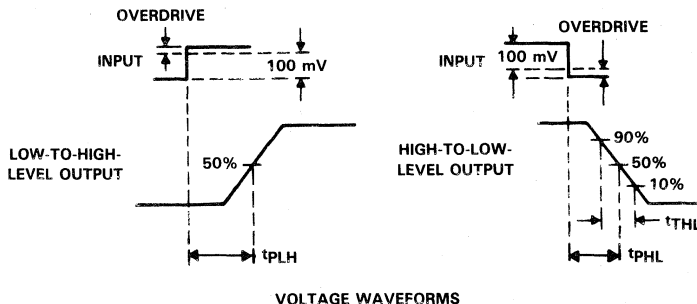 OVERDRIVE
INPUT
100 mV
LOW-TO-HIGH-
LEVEL OUTPUT
50%
tPLH
OVERDRIVE
INPUT
100 mV
HIGH-TO-LOW-
LEVEL OUTPUT
90%
50%
10%
tTHL
tPHL
VOLTAGE WAVEFORMS